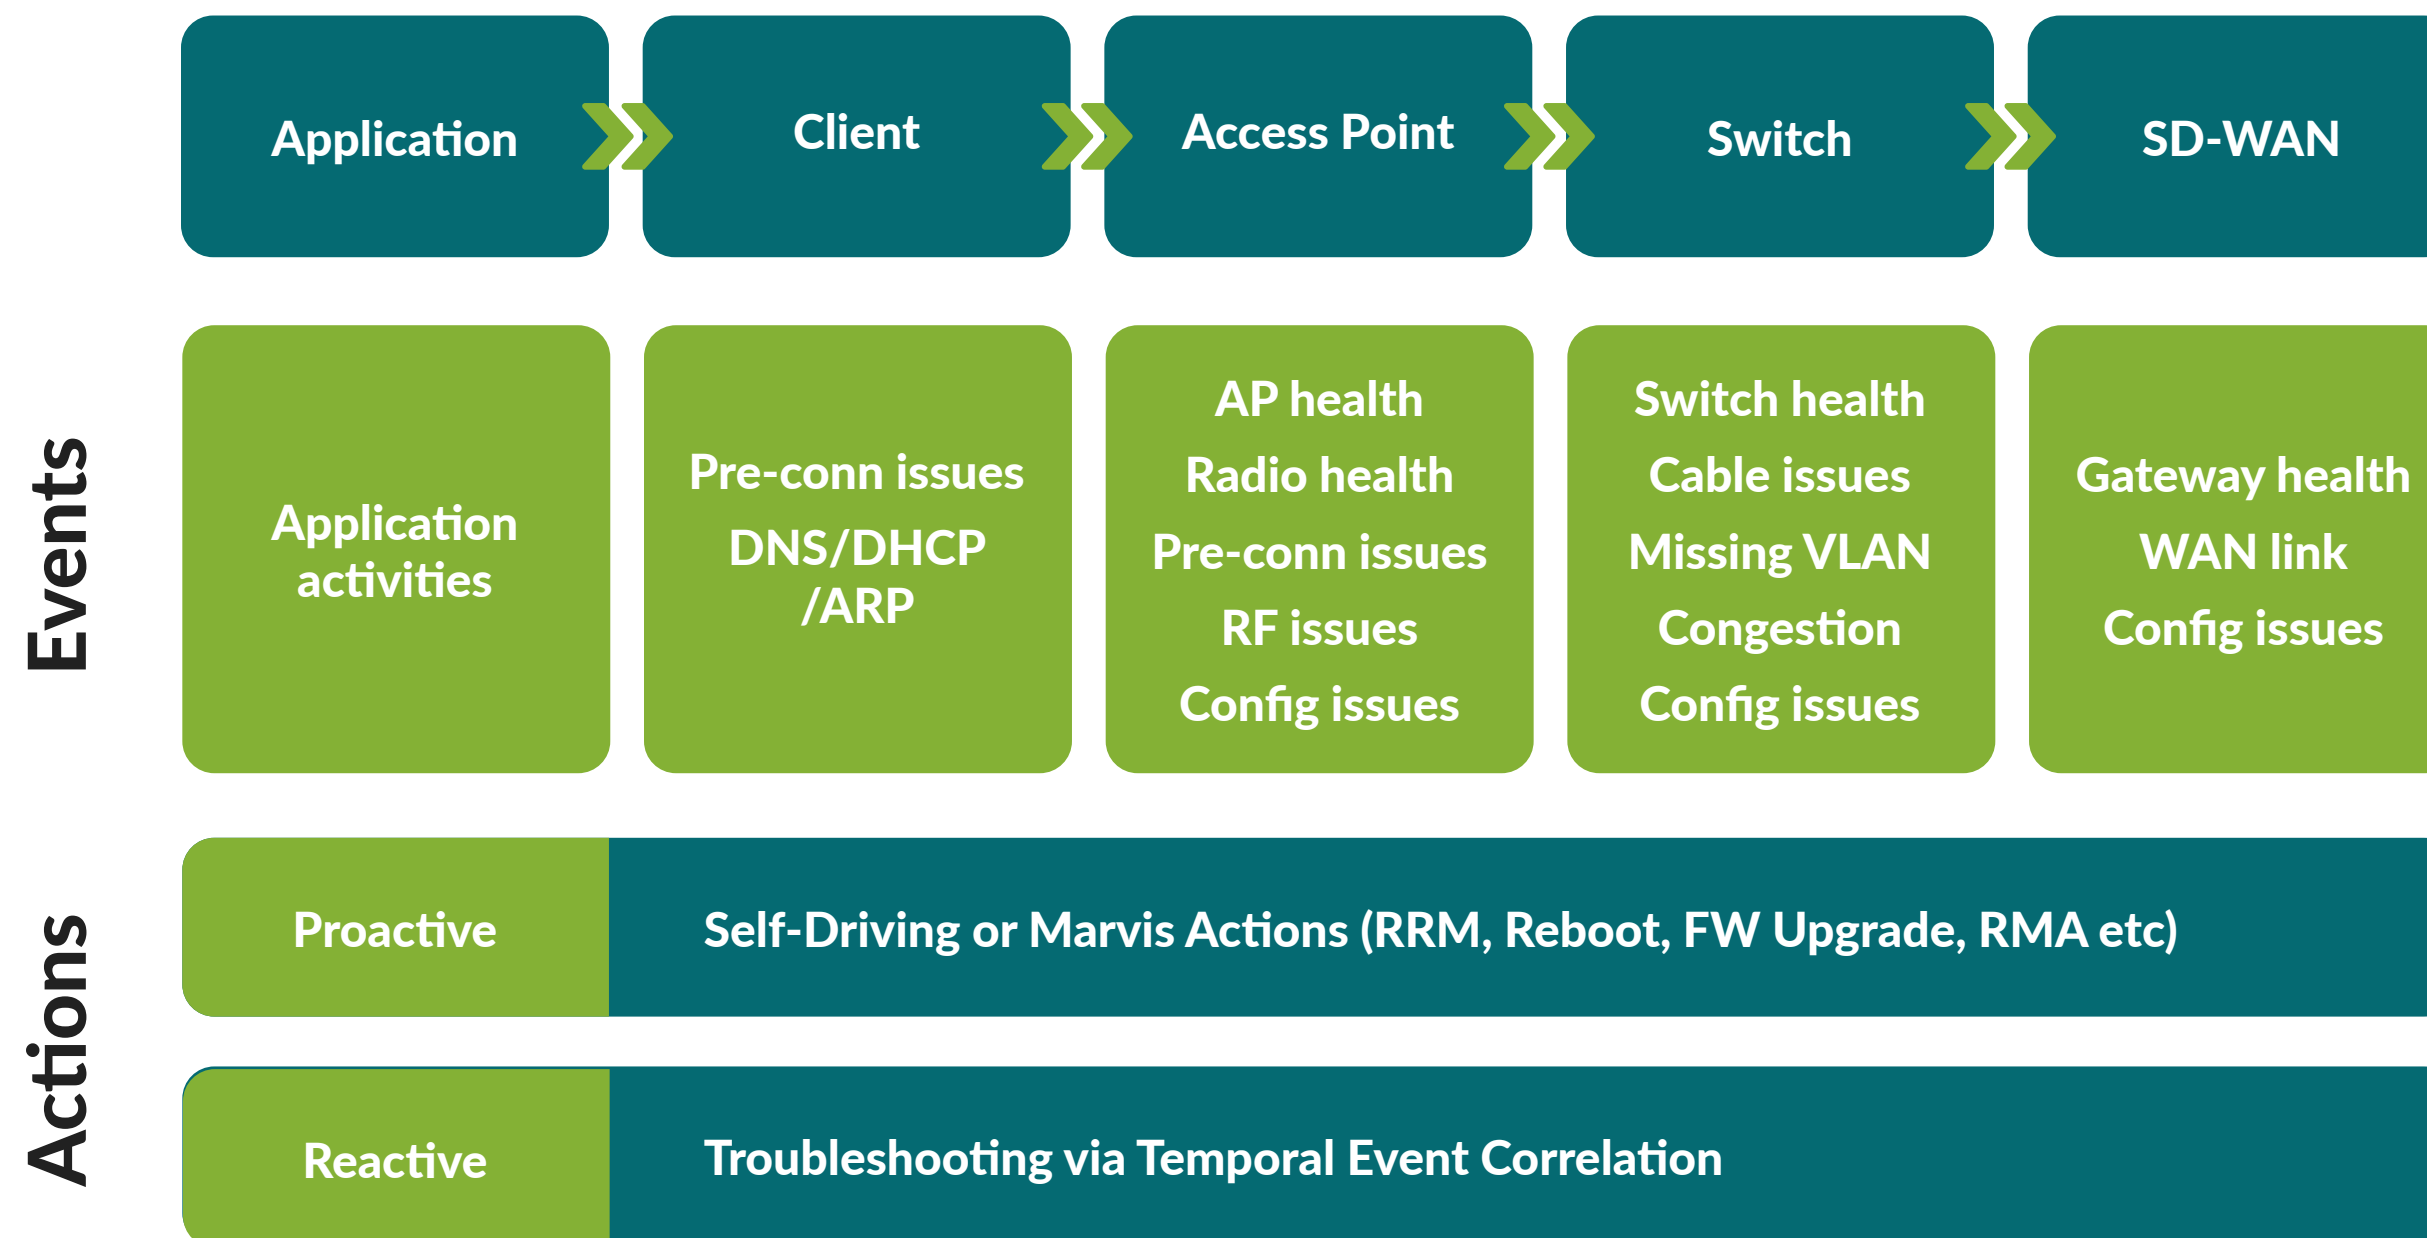 Application
Client
Access Point
Switch
SD-WAN
Events
Application
activities
Pre-conn issues
DNS/DHCP
/ARP
AP health
Radio health
Pre-conn issues
RF issues
Config issues
Switch health
Cable issues
Missing VLAN
Congestion
Config issues
Gateway health
WAN link
Config issues
Actions
Proactive
Self-Driving or Marvis Actions (RRM, Reboot, FW Upgrade, RMA etc)
Reactive
Troubleshooting via Temporal Event Correlation